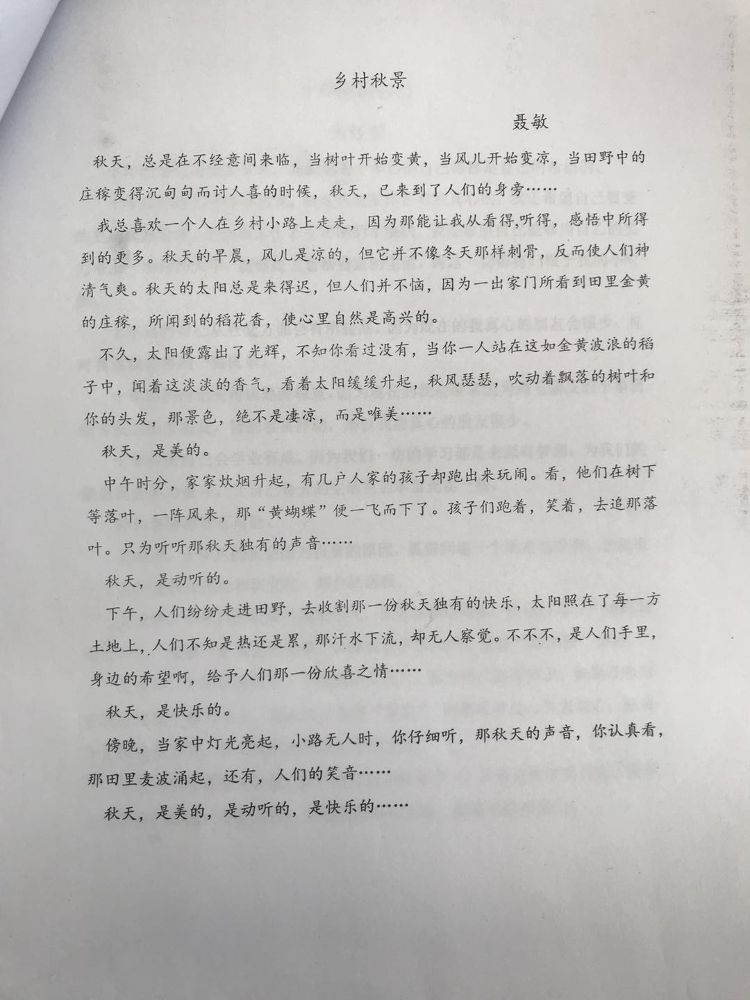 乡村秋景
聂敏
秋天，总是在不经意间来临，当树叶开始变黄，当风儿开始变凉，当田野中的
庄稼变得沉甸甸而讨人喜的时候，秋天，已来到了人们的身旁……
我总喜欢一个人在乡村小路上走走，因为那能让我从看得,听得，感悟中所得
到的更多。秋天的早晨，风儿是凉的，但它并不像冬天那样刺骨，反而使人们神
清气爽。秋天的太阳总是来得迟，但人们并不恼，因为一出家门所看到田里金黄
的庄稼，所闻到的稻花香，使心里自然是高兴的。
不久，太阳便露出了光辉，不知你看过没有，当你一人站在这如金黄波浪的稻
子中，闻着这淡淡的香气，看着太阳缓缓升起，秋风瑟瑟，吹动着飘落的树叶和
你的头发，那景色，绝不是凄凉，而是唯美……
秋天，是美的。
中午时分，家家炊烟升起，有几户人家的孩子却跑出来玩闹。看，他们在树下
等落叶，一阵风来，那“黄蝴蝶”便一飞而下了。孩子们跑着，笑着，去追那落
叶。只为听听那秋天独有的声音……
秋天，是动听的。
下午，人们纷纷走进田野，去收割那一份秋天独有的快乐，太阳照在了每一方
土地上，人们不知是热还是累，那汗水下流，却无人察觉。不不不，是人们手里，
身边的希望啊，给予人们那一份欣喜之情……
秋天，是快乐的。
傍晚，当家中灯光亮起，小路无人时，你仔细听，那秋天的声音，你认真看，
那田里麦波涌起，还有，人们的笑音……
秋天，是美的，是动听的，是快乐的……